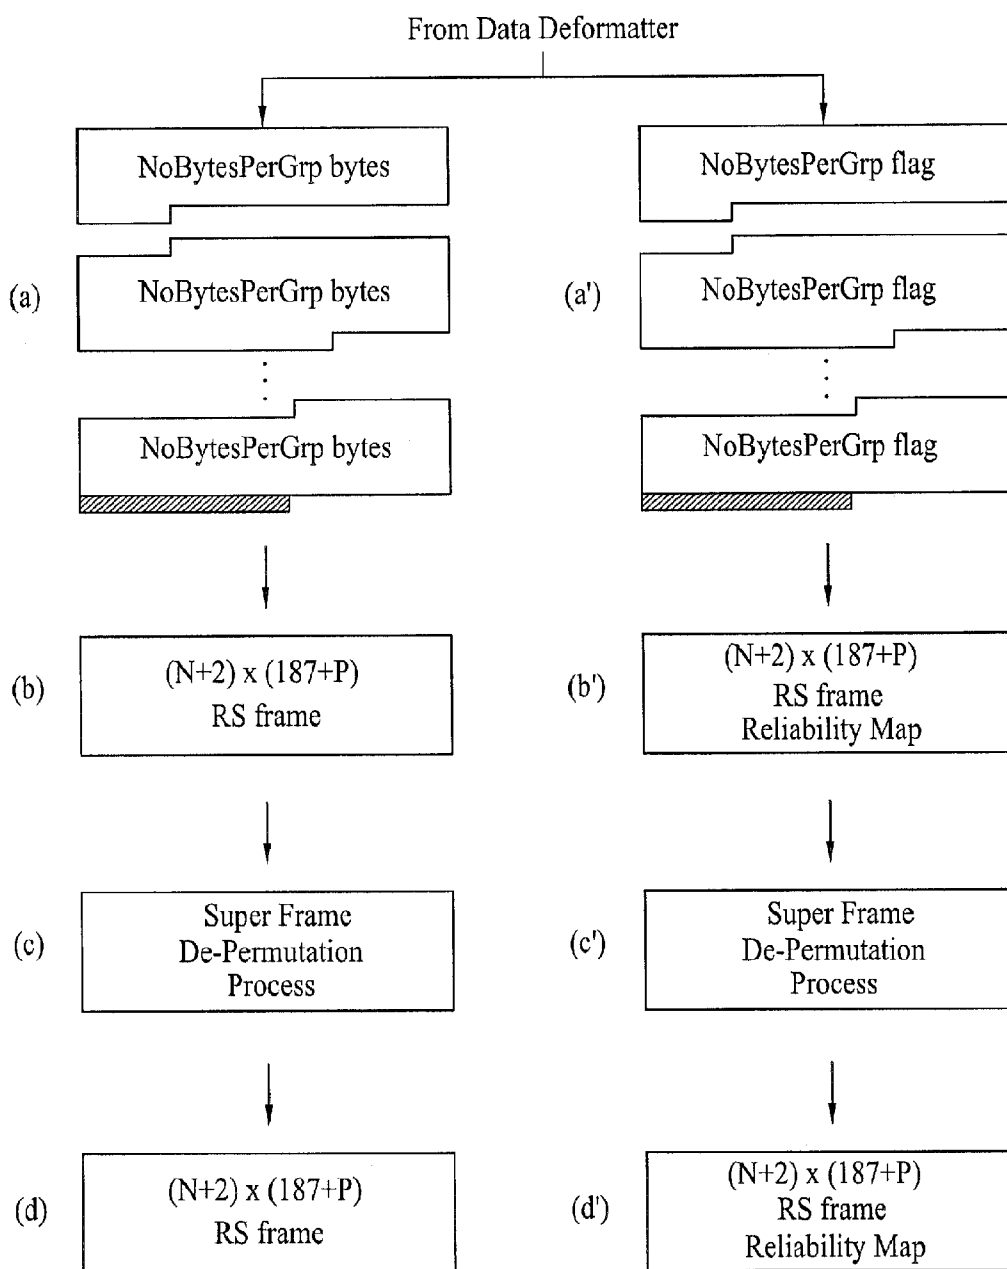 From Data Deformatter
NoBytesPerGrp bytes
NoBytesPerGrp flag
(a)
NoBytesPerGrp bytes
(a')
NoBytesPerGrp flag
NoBytesPerGrp bytes
NoBytesPerGrp flag
(b)
(N+2) x (187+P)
RS frame
(b')
(N+2) x (187+P)
RS frame
Reliability Map
(c)
Super Frame
De-Permutation
Process
(c')
Super Frame
De-Permutation
Process
(d)
(N+2) x (187+P)
RS frame
(d')
(N+2) x (187+P)
RS frame
Reliability Map